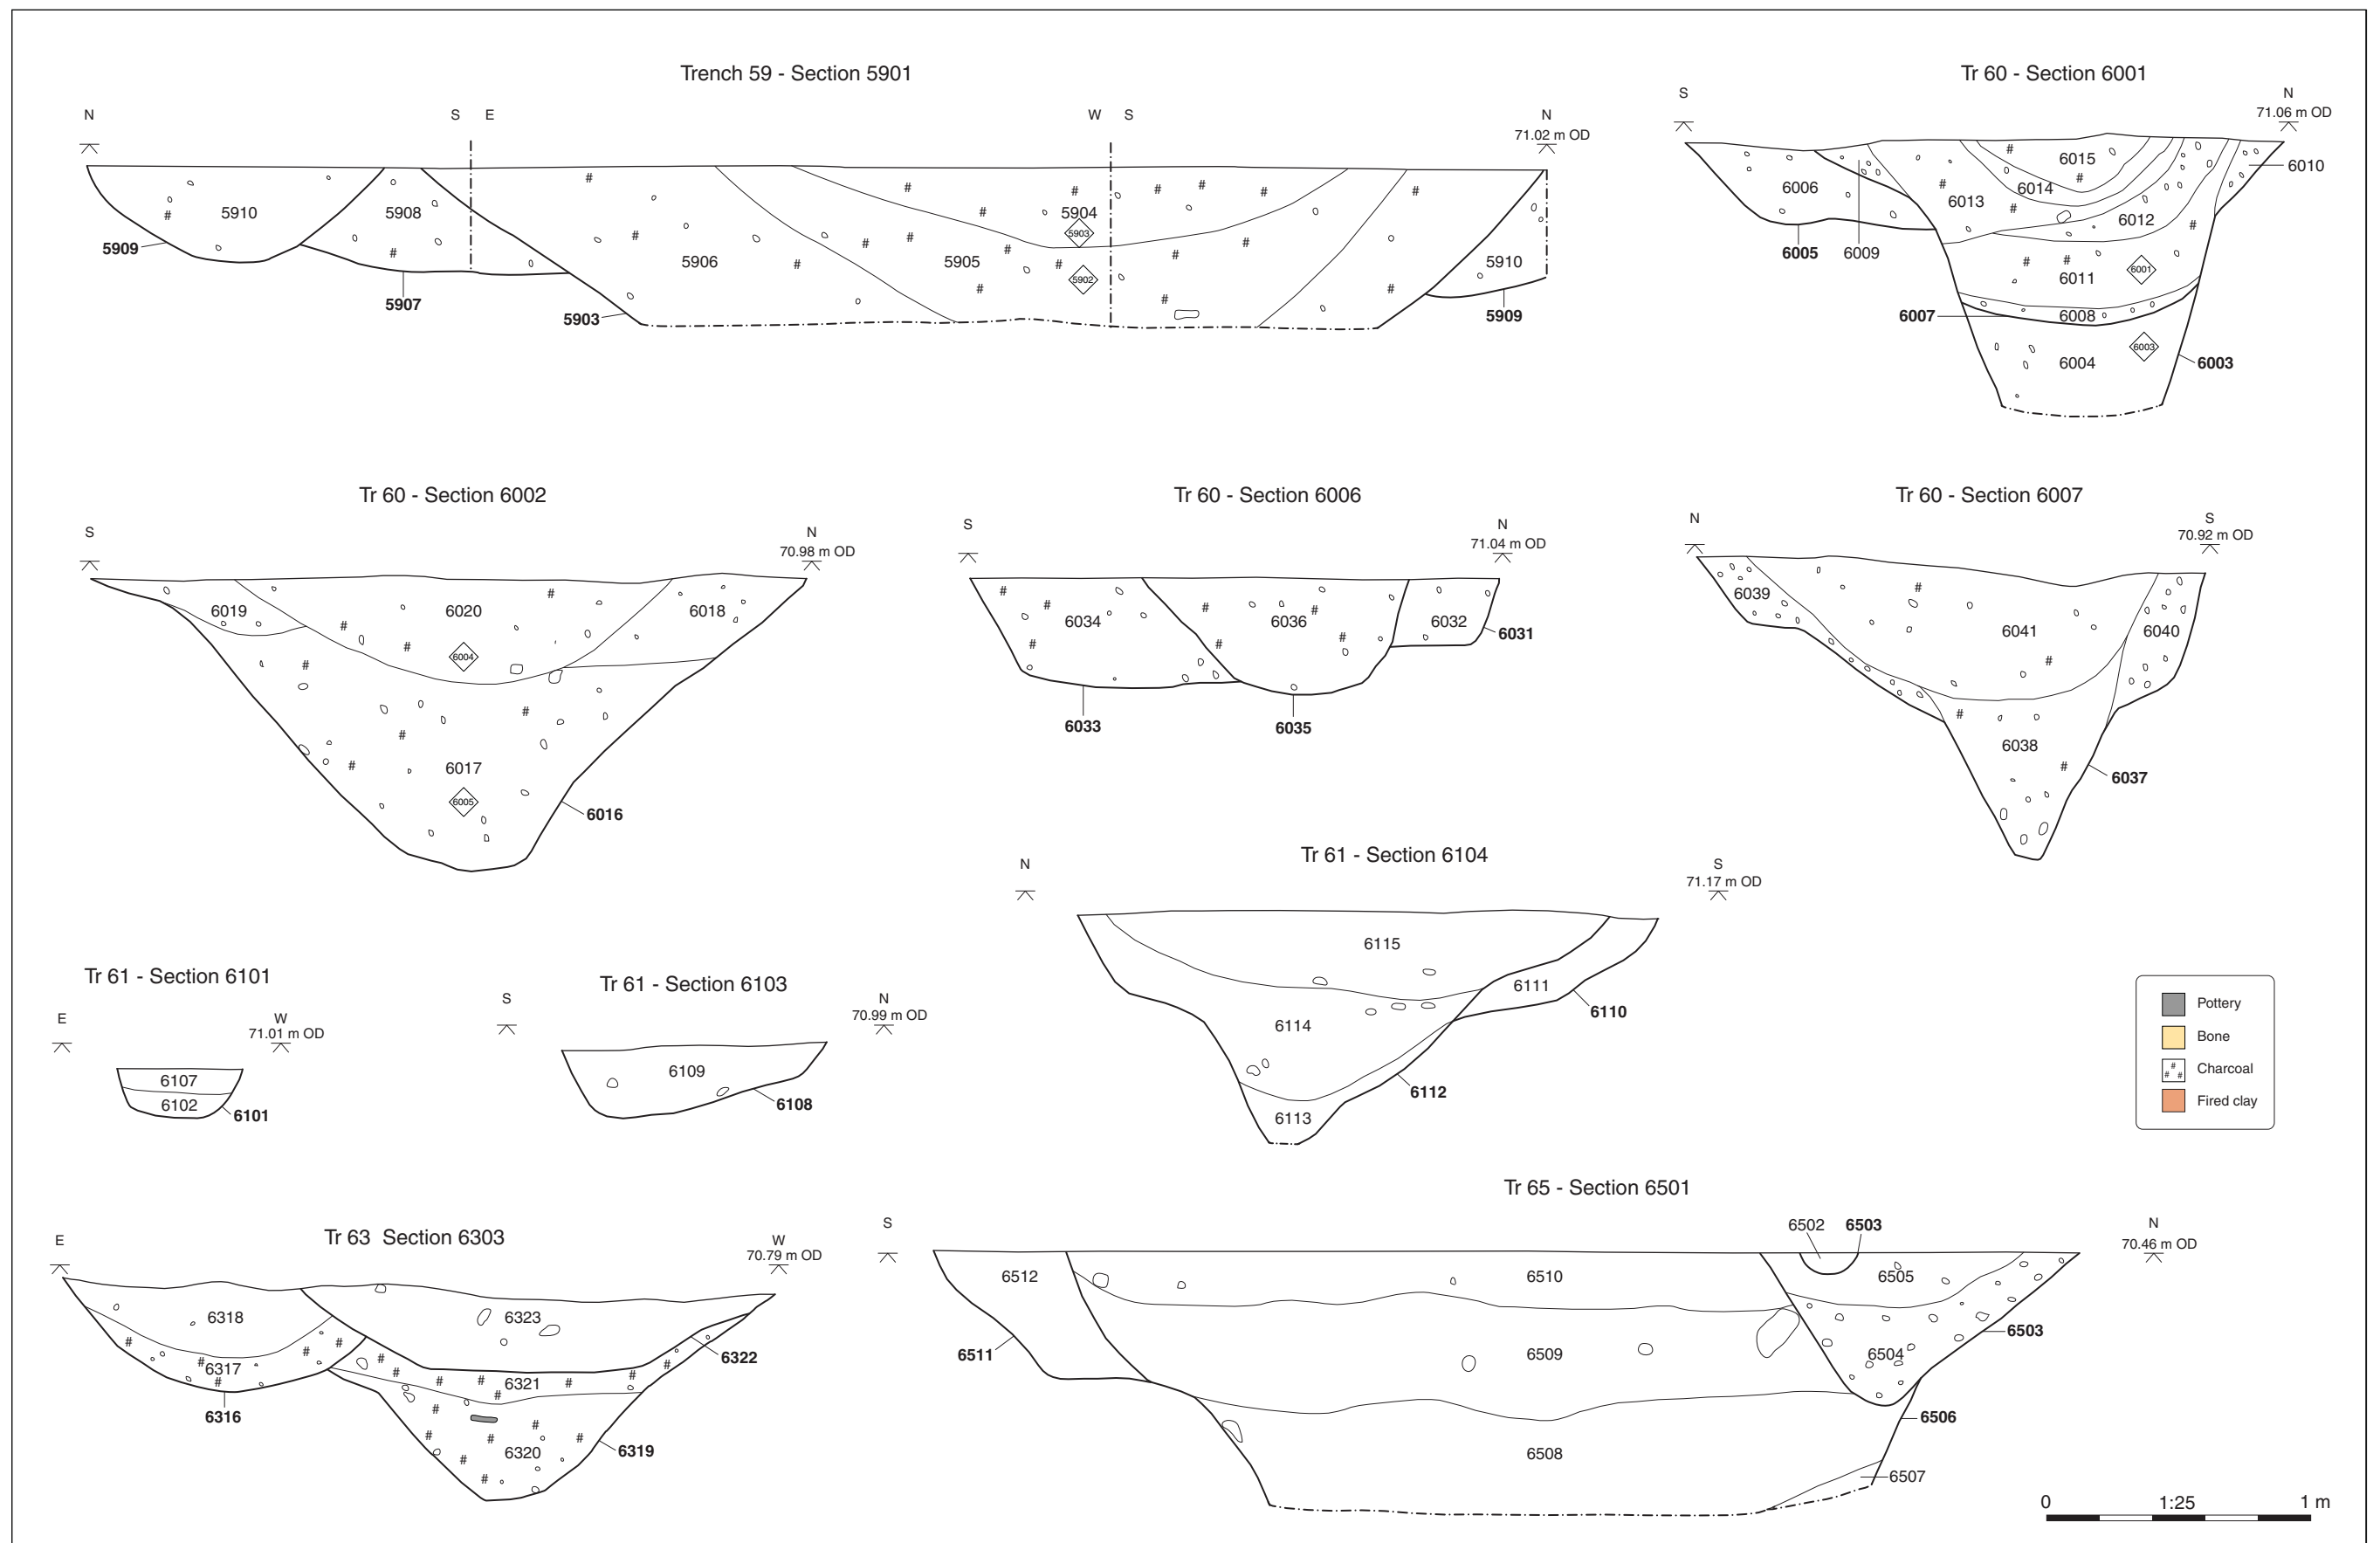 Trench 59 - Section 5901
N
S E
W S
N
71.02 m OD
5910
5908
5904
5903
5906
5905
5902
5910
5909
5907
5903
5909
Tr 60 - Section 6001
S
N
71.06 m OD
6015
6010
6006
6014
6013
6012
6005
6009
6011
6001
6007
6008
6003
6004
6003
Tr 60 - Section 6002
S
N
70.98 m OD
6019
6020
6018
6004
6017
6005
6016
Tr 60 - Section 6006
S
N
71.04 m OD
6034
6036
6032
6031
6033
6035
Tr 60 - Section 6007
N
S
70.92 m OD
6039
6041
6040
6038
6037
Tr 61 - Section 6104
N
S
71.17 m OD
6115
6111
6110
6114
6112
6113
Tr 61 - Section 6101
E
W
71.01 m OD
6107
6102
6101
Tr 61 - Section 6103
S
N
70.99 m OD
6109
6108
Pottery
Bone
Charcoal
Fired clay
Tr 63 Section 6303
E
W
70.79 m OD
6318
6323
6322
6317
6321
6316
6320
6319
Tr 65 - Section 6501
S
N
70.46 m OD
6502 6503
6512
6510
6505
6503
6511
6509
6504
6506
6508
6507
0 1:25 1 m